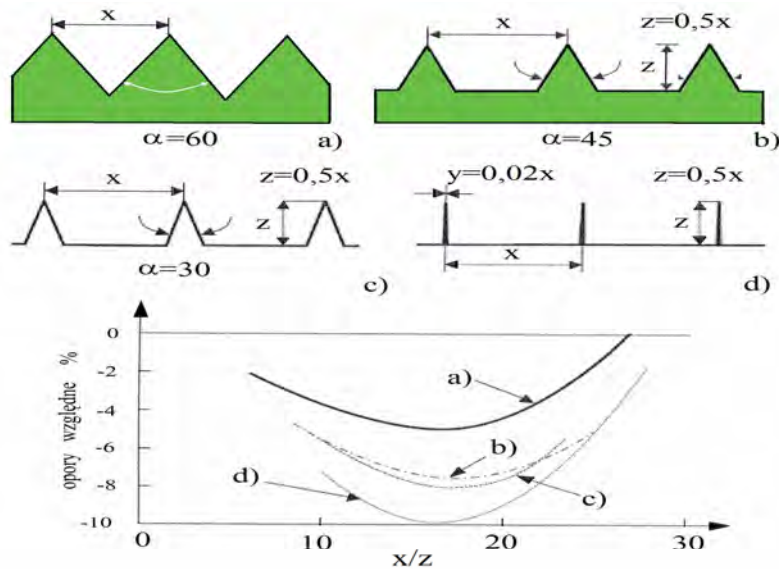 x
α=60
a)
x
z=0,5x
z
α=45
b)
x
z=0,5x
z
α=30
c)
y=0,02x
z=0,5x
z
x
d)
opory względne %
0
-2
-4
-6
-8
-10
a)
b)
c)
d)
0
10
20
30
x/z